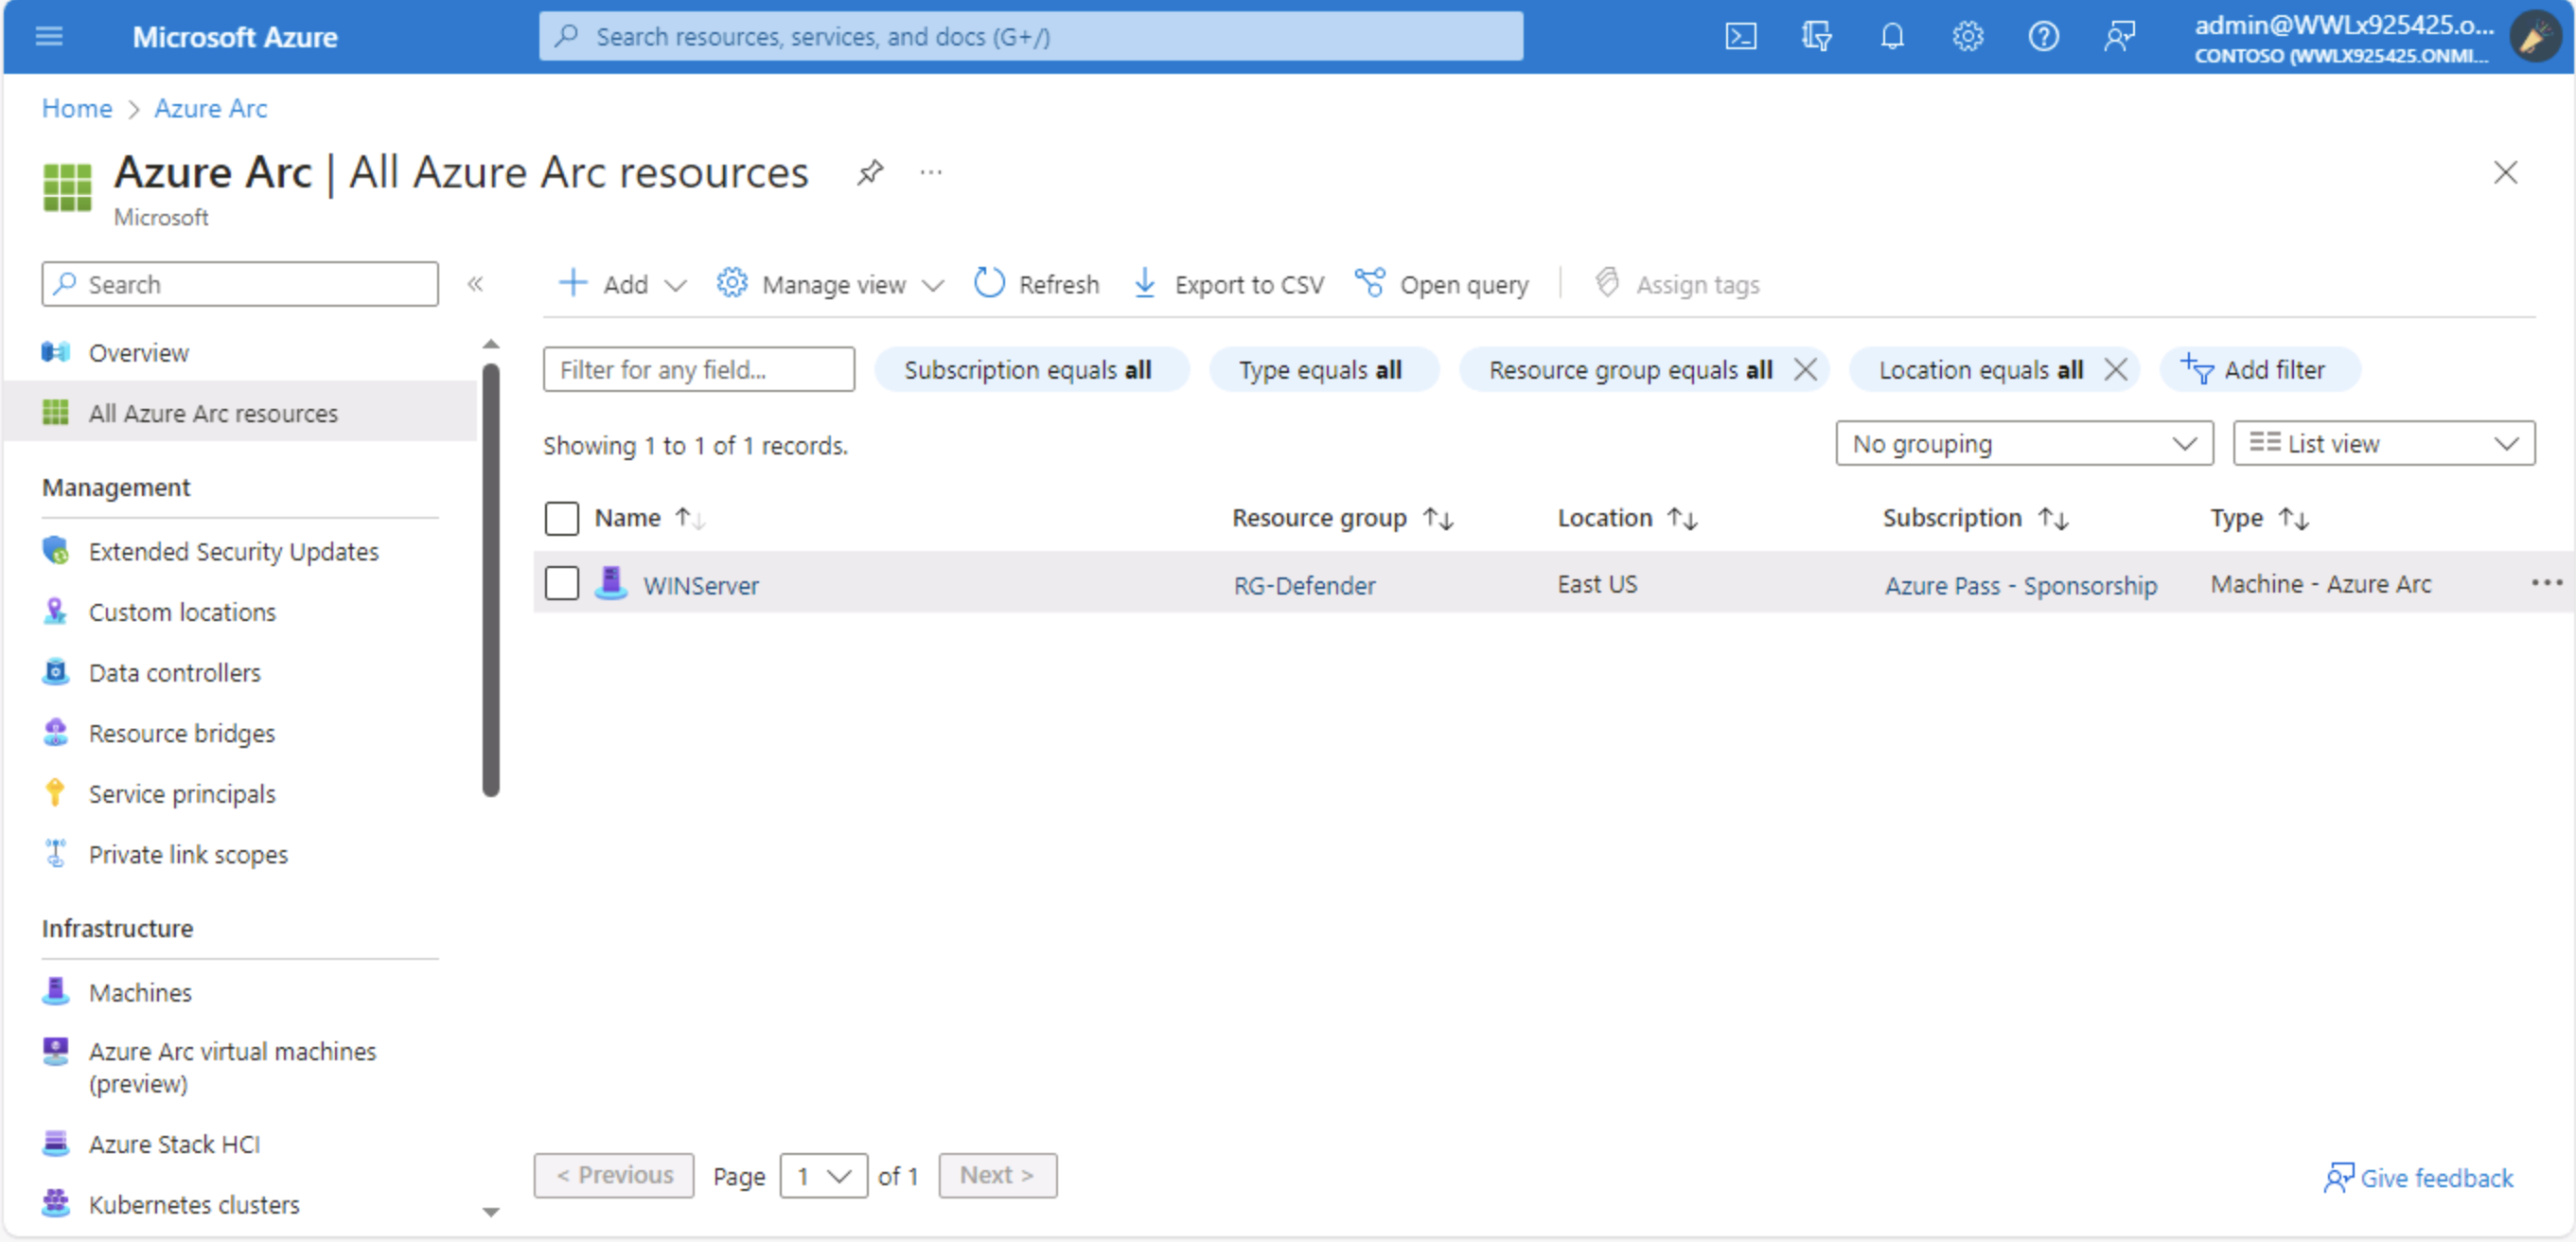 Microsoft Azure
Search resources, services, and docs (G+/)
admin@WWLx925425.o...
CONTOSO (WWLX925425.ONMI...
Home > Azure Arc
Azure Arc | All Azure Arc resources
Microsoft
Search
Overview
All Azure Arc resources
Management
Extended Security Updates
Custom locations
Data controllers
Resource bridges
Service principals
Private link scopes
Infrastructure
Machines
Azure Arc virtual machines
(preview)
Azure Stack HCI
Kubernetes clusters
Add Manage view Refresh Export to CSV Open query Assign tags
Filter for any field... Subscription equals all Type equals all Resource group equals all Location equals all Add filter
Showing 1 to 1 of 1 records. No grouping List view
Name Resource group Location Subscription Type
WINServer RG-Defender East US Azure Pass - Sponsorship Machine - Azure Arc
< Previous Page 1 of 1 Next > Give feedback